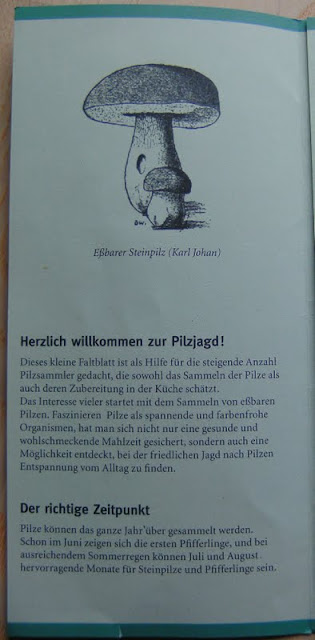 BW.
Eßbarer Steinpilz (Karl Johan)
Herzlich willkommen zur Pilzjagd!
Dieses kleine Faltblatt ist als Hilfe für die steigende Anzahl
Pilzsammler gedacht, die sowohl das Sammeln der Pilze als
auch deren Zubereitung in der Küche schätzt.
Das Interesse vieler startet mit dem Sammeln von eßbaren
Pilzen. Faszinieren Pilze als spannende und farbenfrohe
Organismen, hat man sich nicht nur eine gesunde und
wohlschmeckende Mahlzeit gesichert, sondern auch eine
Möglichkeit entdeckt, bei der friedlichen Jagd nach Pilzen
Entspannung vom Alltag zu finden.
Der richtige Zeitpunkt
Pilze können das ganze Jahr'über gesammelt werden.
Schon im Juni zeigen sich die ersten Pfifferlinge, und bei
ausreichendem Sommerregen können Juli und August
hervorragende Monate für Steinpilze und Pfifferlinge sein.